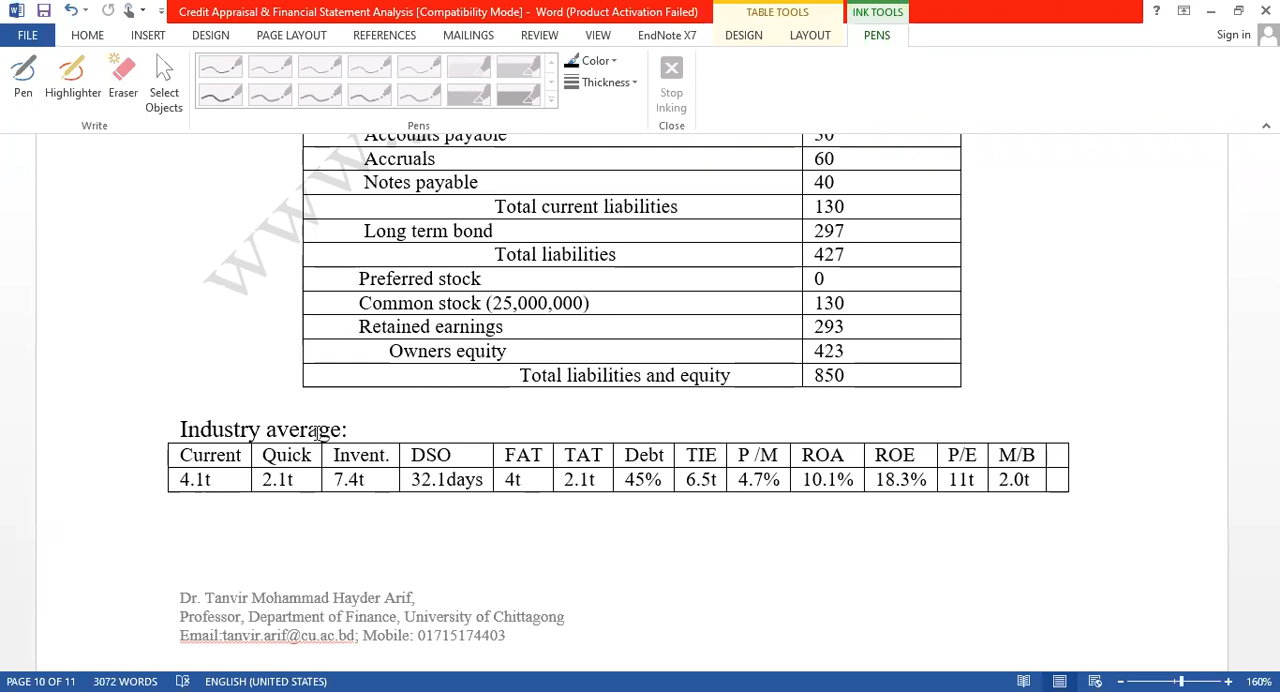 Credit Appraisal & Financial Statement Analysis [Compatibility Mode] - Word (Product Activation Failed)
TABLE TOOLS
INK TOOLS
FILE HOME INSERT DESIGN PAGE LAYOUT REFERENCES MAILINGS REVIEW VIEW EndNote X7 DESIGN LAYOUT PENS Sign in
Pen Highlighter Eraser Select Objects
Color
Thickness
Stop Inking
Write Pens Close
Accounts payable 30
Accruals 60
Notes payable 40
Total current liabilities 130
Long term bond 297
Total liabilities 427
Preferred stock 0
Common stock (25,000,000) 130
Retained earnings 293
Owners equity 423
Total liabilities and equity 850
www.
Industry average:
Current Quick Invent. DSO FAT TAT Debt TIE P /M ROA ROE P/E M/B
4.1t 2.1t 7.4t 32.1days 4t 2.1t 45% 6.5t 4.7% 10.1% 18.3% 11t 2.0t
Dr. Tanvir Mohammad Hayder Arif,
Professor, Department of Finance, University of Chittagong
Email:tanvir.arif@cu.ac.bd; Mobile: 01715174403
PAGE 10 OF 11 3072 WORDS ENGLISH (UNITED STATES) 160%